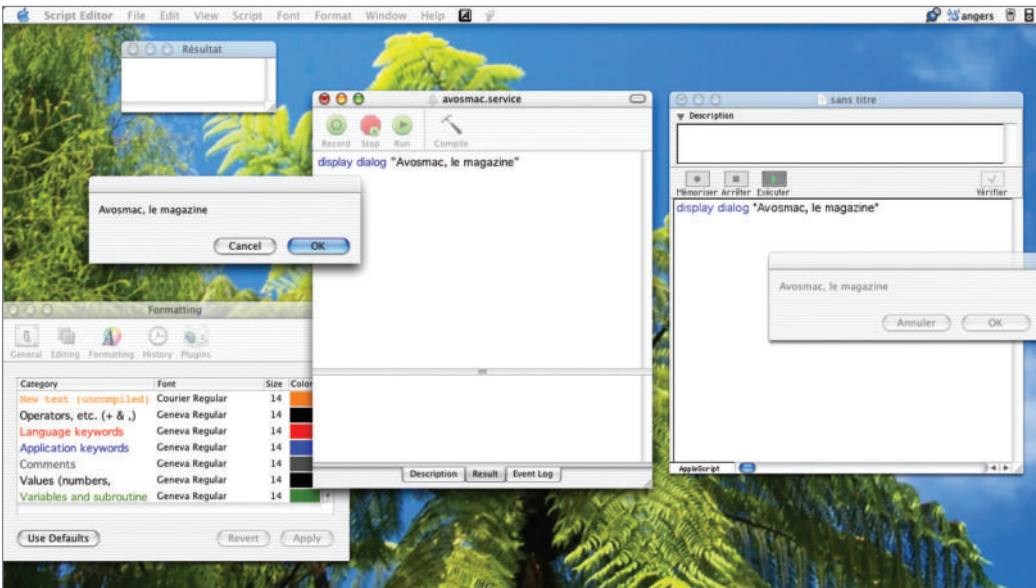 Script Editor File Edit View Script Font Format Window Help angers
Résultat
avosmac.service
Record Stop Run Compile
display dialog "Avosmac, le magazine"
Avosmac, le magazine
Cancel OK
sans titre
Description
Mémoriser Arrêter Exécuter Vérifier
display dialog "Avosmac, le magazine"
Avosmac, le magazine
Annuler OK
AppleScript
Formatting
General Editing Formatting History Plugins
Category Font Size Color
New text (uncompiled) Courier Regular 14
Operators, etc. (+ & ,) Geneva Regular 14
Language keywords Geneva Regular 14
Application keywords Geneva Regular 14
Comments Geneva Regular 14
Values (numbers, Geneva Regular 14
Variables and subroutine Geneva Regular 14
Use Defaults Revert Apply
Description Result Event Log